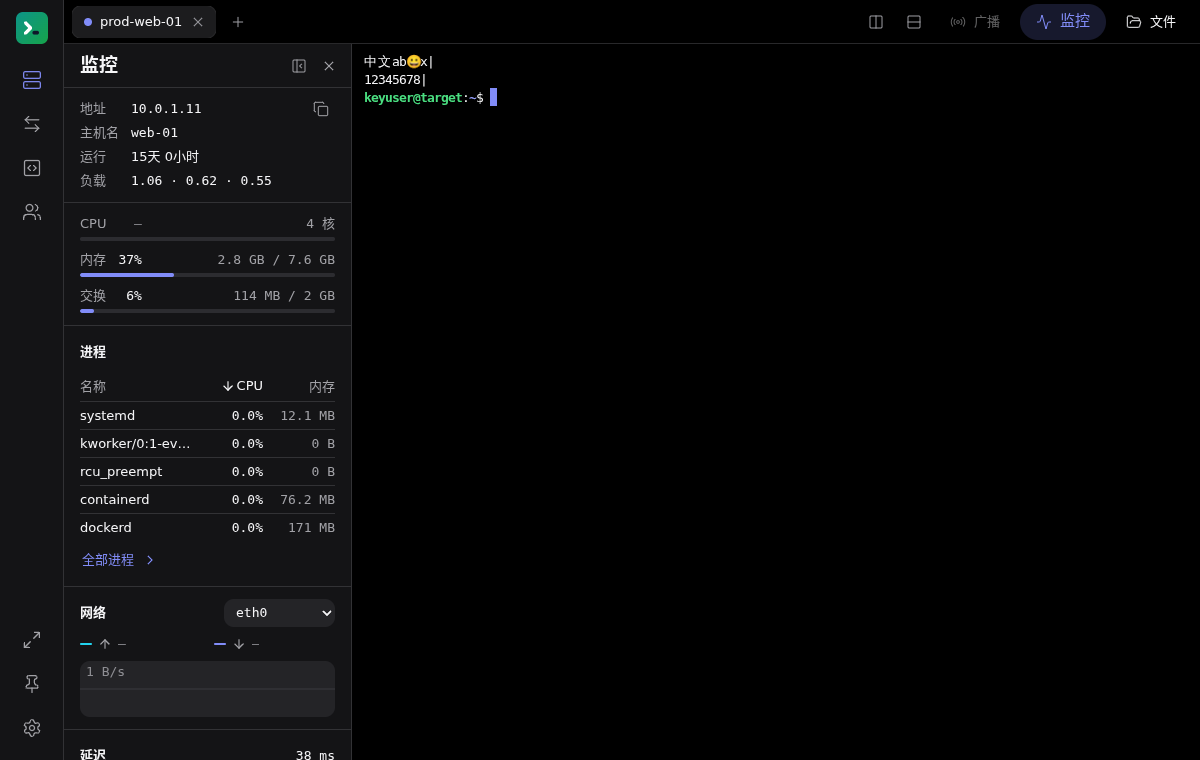 prod-web-01
广播
监控
文件
监控
地址 10.0.1.11
主机名 web-01
运行 15天 0小时
负载 1.06 · 0.62 · 0.55
CPU — 4 核
内存 37% 2.8 GB / 7.6 GB
交换 6% 114 MB / 2 GB
进程
名称 ↓ CPU 内存
systemd 0.0% 12.1 MB
kworker/0:1-ev… 0.0% 0 B
rcu_preempt 0.0% 0 B
containerd 0.0% 76.2 MB
dockerd 0.0% 171 MB
全部进程
网络 eth0
↑ — ↓ —
1 B/s
延迟 38 ms
中文ab😀x|
12345678|
keyuser@target:~$